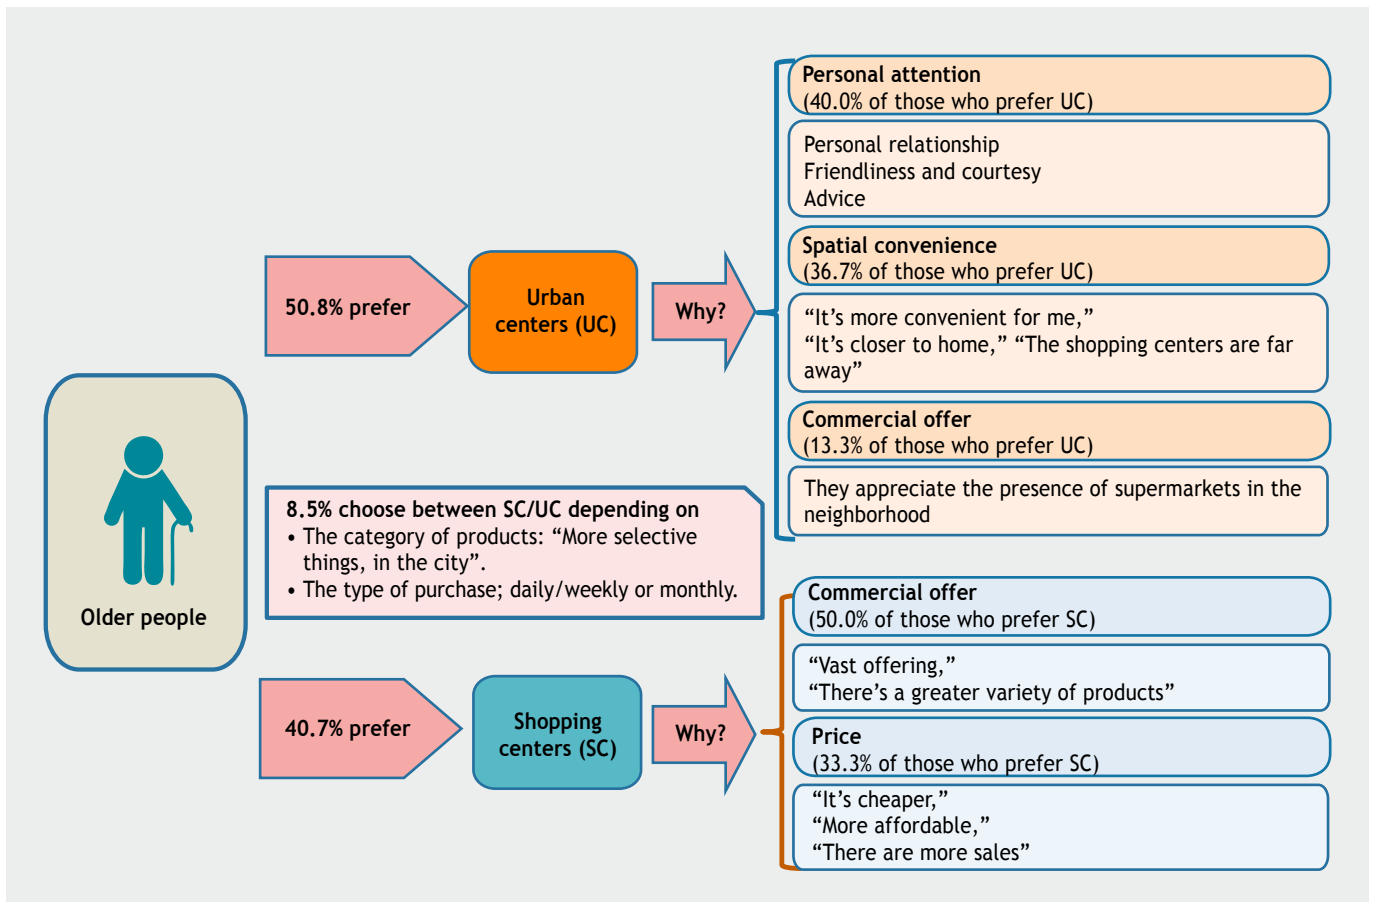 Older people
50.8% prefer
Urban
centers (UC)
Why?
Personal attention
(40.0% of those who prefer UC)
Personal relationship
Friendliness and courtesy
Advice
Spatial convenience
(36.7% of those who prefer UC)
“It’s more convenient for me,”
“It’s closer to home,” “The shopping centers are far
away”
Commercial offer
(13.3% of those who prefer UC)
They appreciate the presence of supermarkets in the
neighborhood
8.5% choose between SC/UC depending on
• The category of products: “More selective
things, in the city”.
• The type of purchase; daily/weekly or monthly.
40.7% prefer
Shopping
centers (SC)
Why?
Commercial offer
(50.0% of those who prefer SC)
“Vast offering,”
“There’s a greater variety of products”
Price
(33.3% of those who prefer SC)
“It’s cheaper,”
“More affordable,”
“There are more sales”